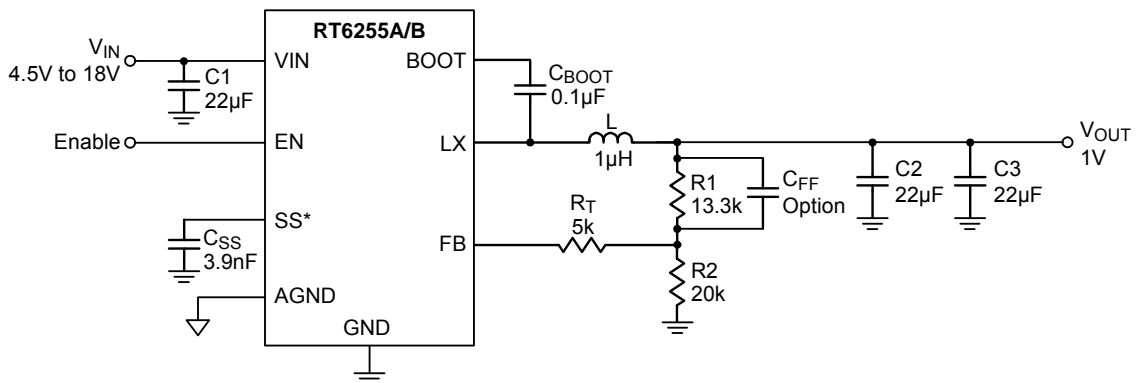 RT6255A/B
VIN
4.5V to 18V
C1
22µF
VIN
BOOT
CBOOT
0.1µF
Enable
EN
LX
L
1µH
VOUT
1V
R1
13.3k
CFF
Option
C2
22µF
C3
22µF
SS*
CSS
3.9nF
FB
RT
5k
R2
20k
AGND
GND